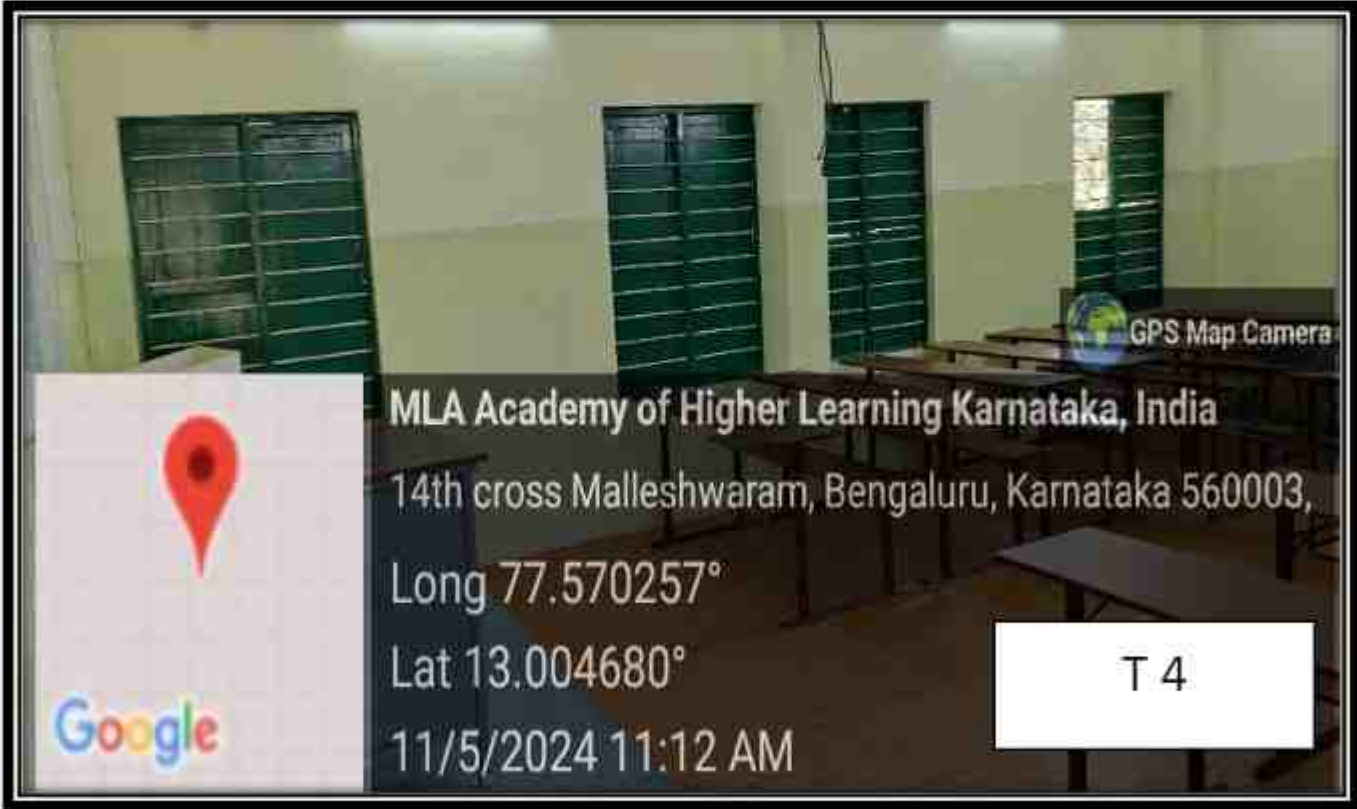 GPS Map Camera
MLA Academy of Higher Learning Karnataka, India
14th cross Malleshwaram, Bengaluru, Karnataka 560003,
Long 77.570257°
Lat 13.004680°
11/5/2024 11:12 AM
Google
T 4